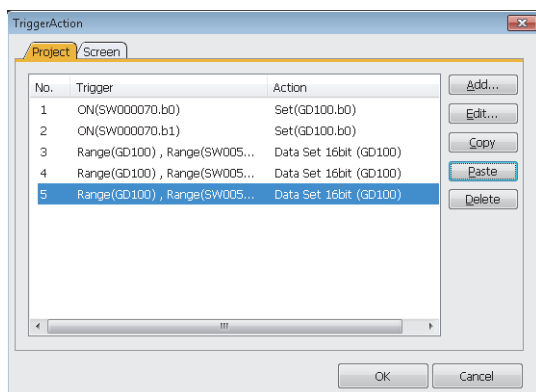 TriggerAction
Project Screen
No. Trigger Action Add...
1 ON(SW000070.b0) Set(GD100.b0)
Edit...
2 ON(SW000070.b1) Set(GD100.b0)
3 Range(GD100) , Range(SW005... Data Set 16bit (GD100) Copy
4 Range(GD100) , Range(SW005... Data Set 16bit (GD100) Paste
5 Range(GD100) , Range(SW005... Data Set 16bit (GD100) Delete
OK Cancel